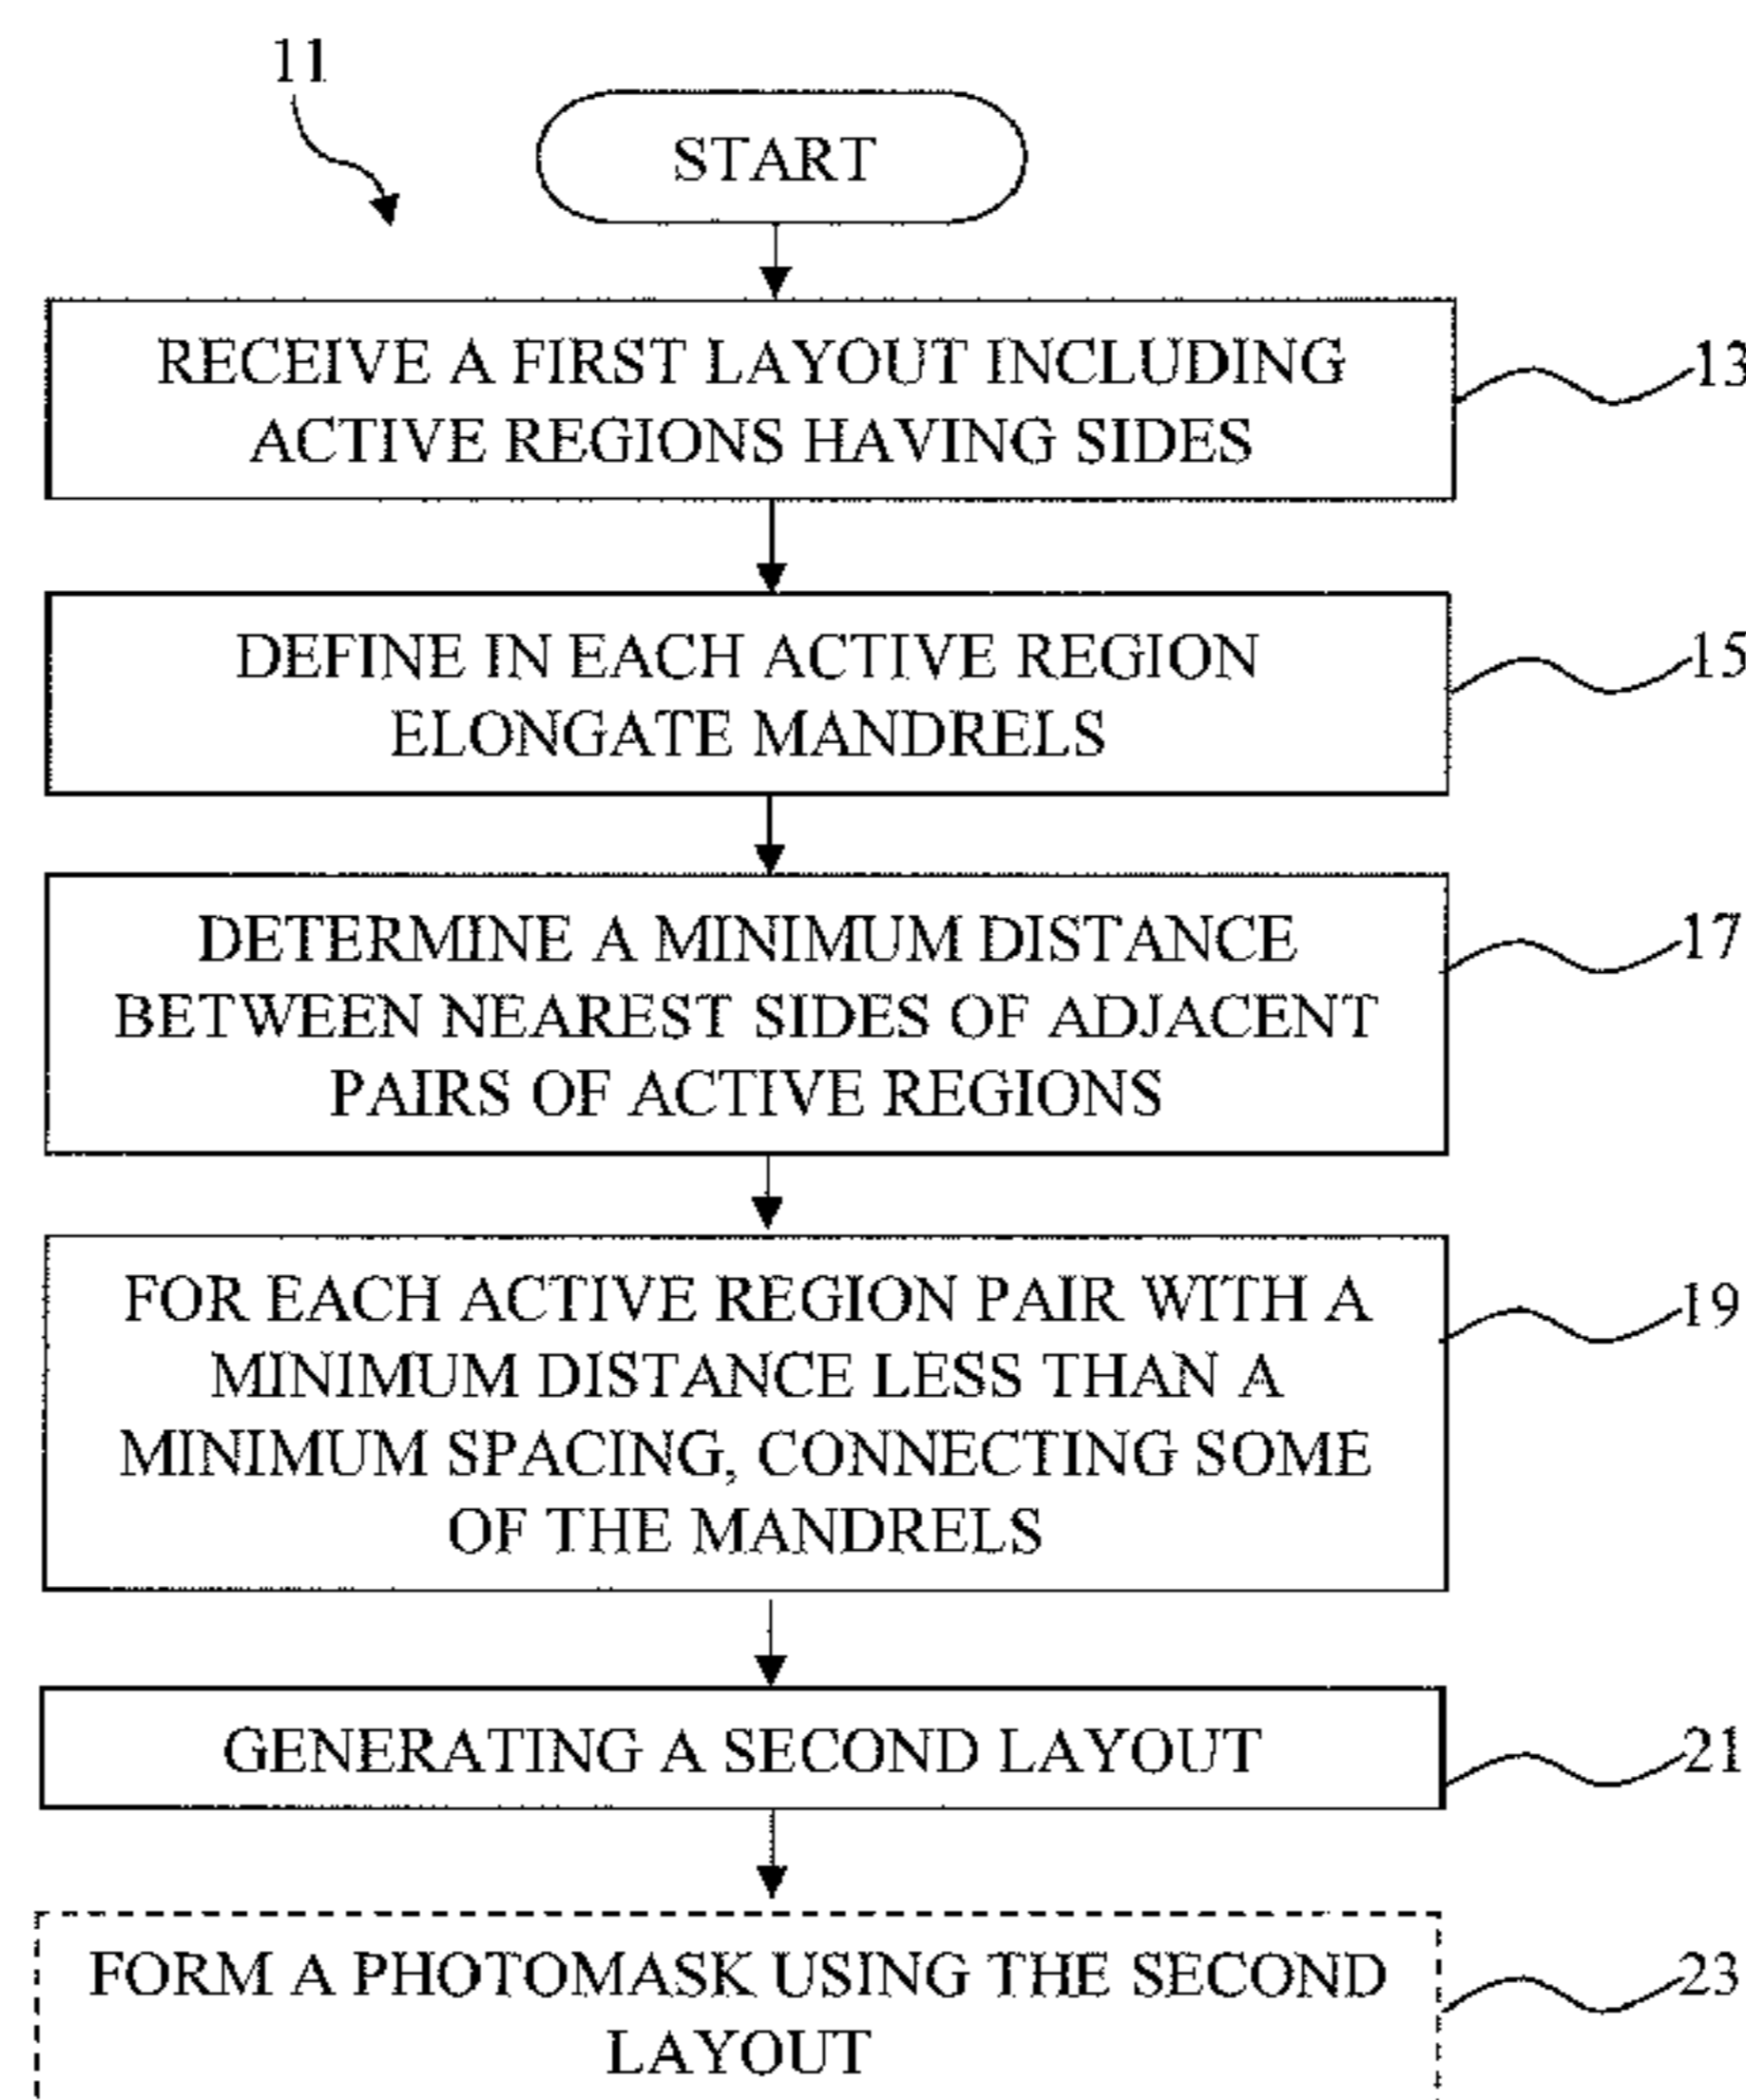 11
START
RECEIVE A FIRST LAYOUT INCLUDING
ACTIVE REGIONS HAVING SIDES
13
DEFINE IN EACH ACTIVE REGION
ELONGATE MANDRELS
15
DETERMINE A MINIMUM DISTANCE
BETWEEN NEAREST SIDES OF ADJACENT
PAIRS OF ACTIVE REGIONS
17
FOR EACH ACTIVE REGION PAIR WITH A
MINIMUM DISTANCE LESS THAN A
MINIMUM SPACING, CONNECTING SOME
OF THE MANDRELS
19
GENERATING A SECOND LAYOUT
21
FORM A PHOTOMASK USING THE SECOND
LAYOUT
23